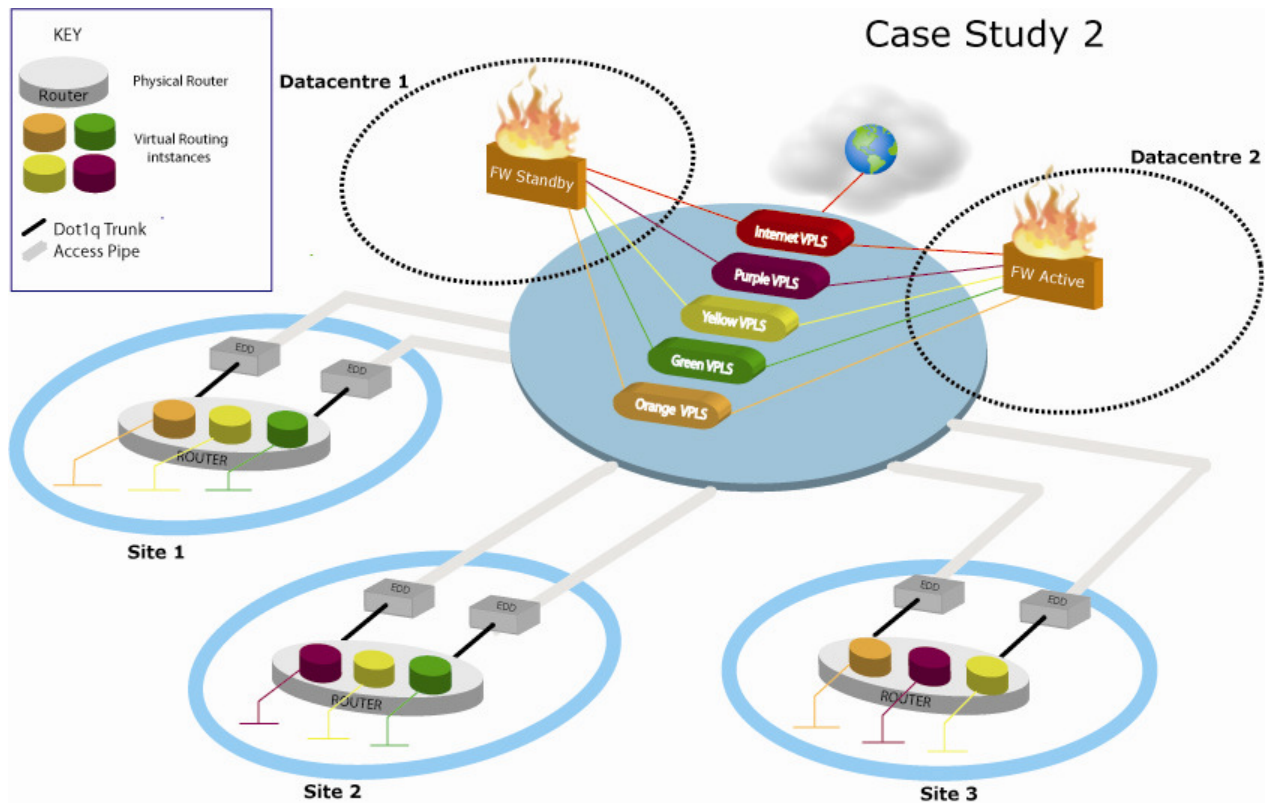 Case Study 2
KEY
Router
Physical Router
Virtual Routing
intstances
Dot1q Trunk
Access Pipe
Datacentre 1
FW Standby
Datacentre 2
FW Active
Internet VPLS
Purple VPLS
Yellow VPLS
Green VPLS
Orange VPLS
EDD
EDD
ROUTER
Site 1
EDD
EDD
ROUTER
Site 2
EDD
EDD
ROUTER
Site 3